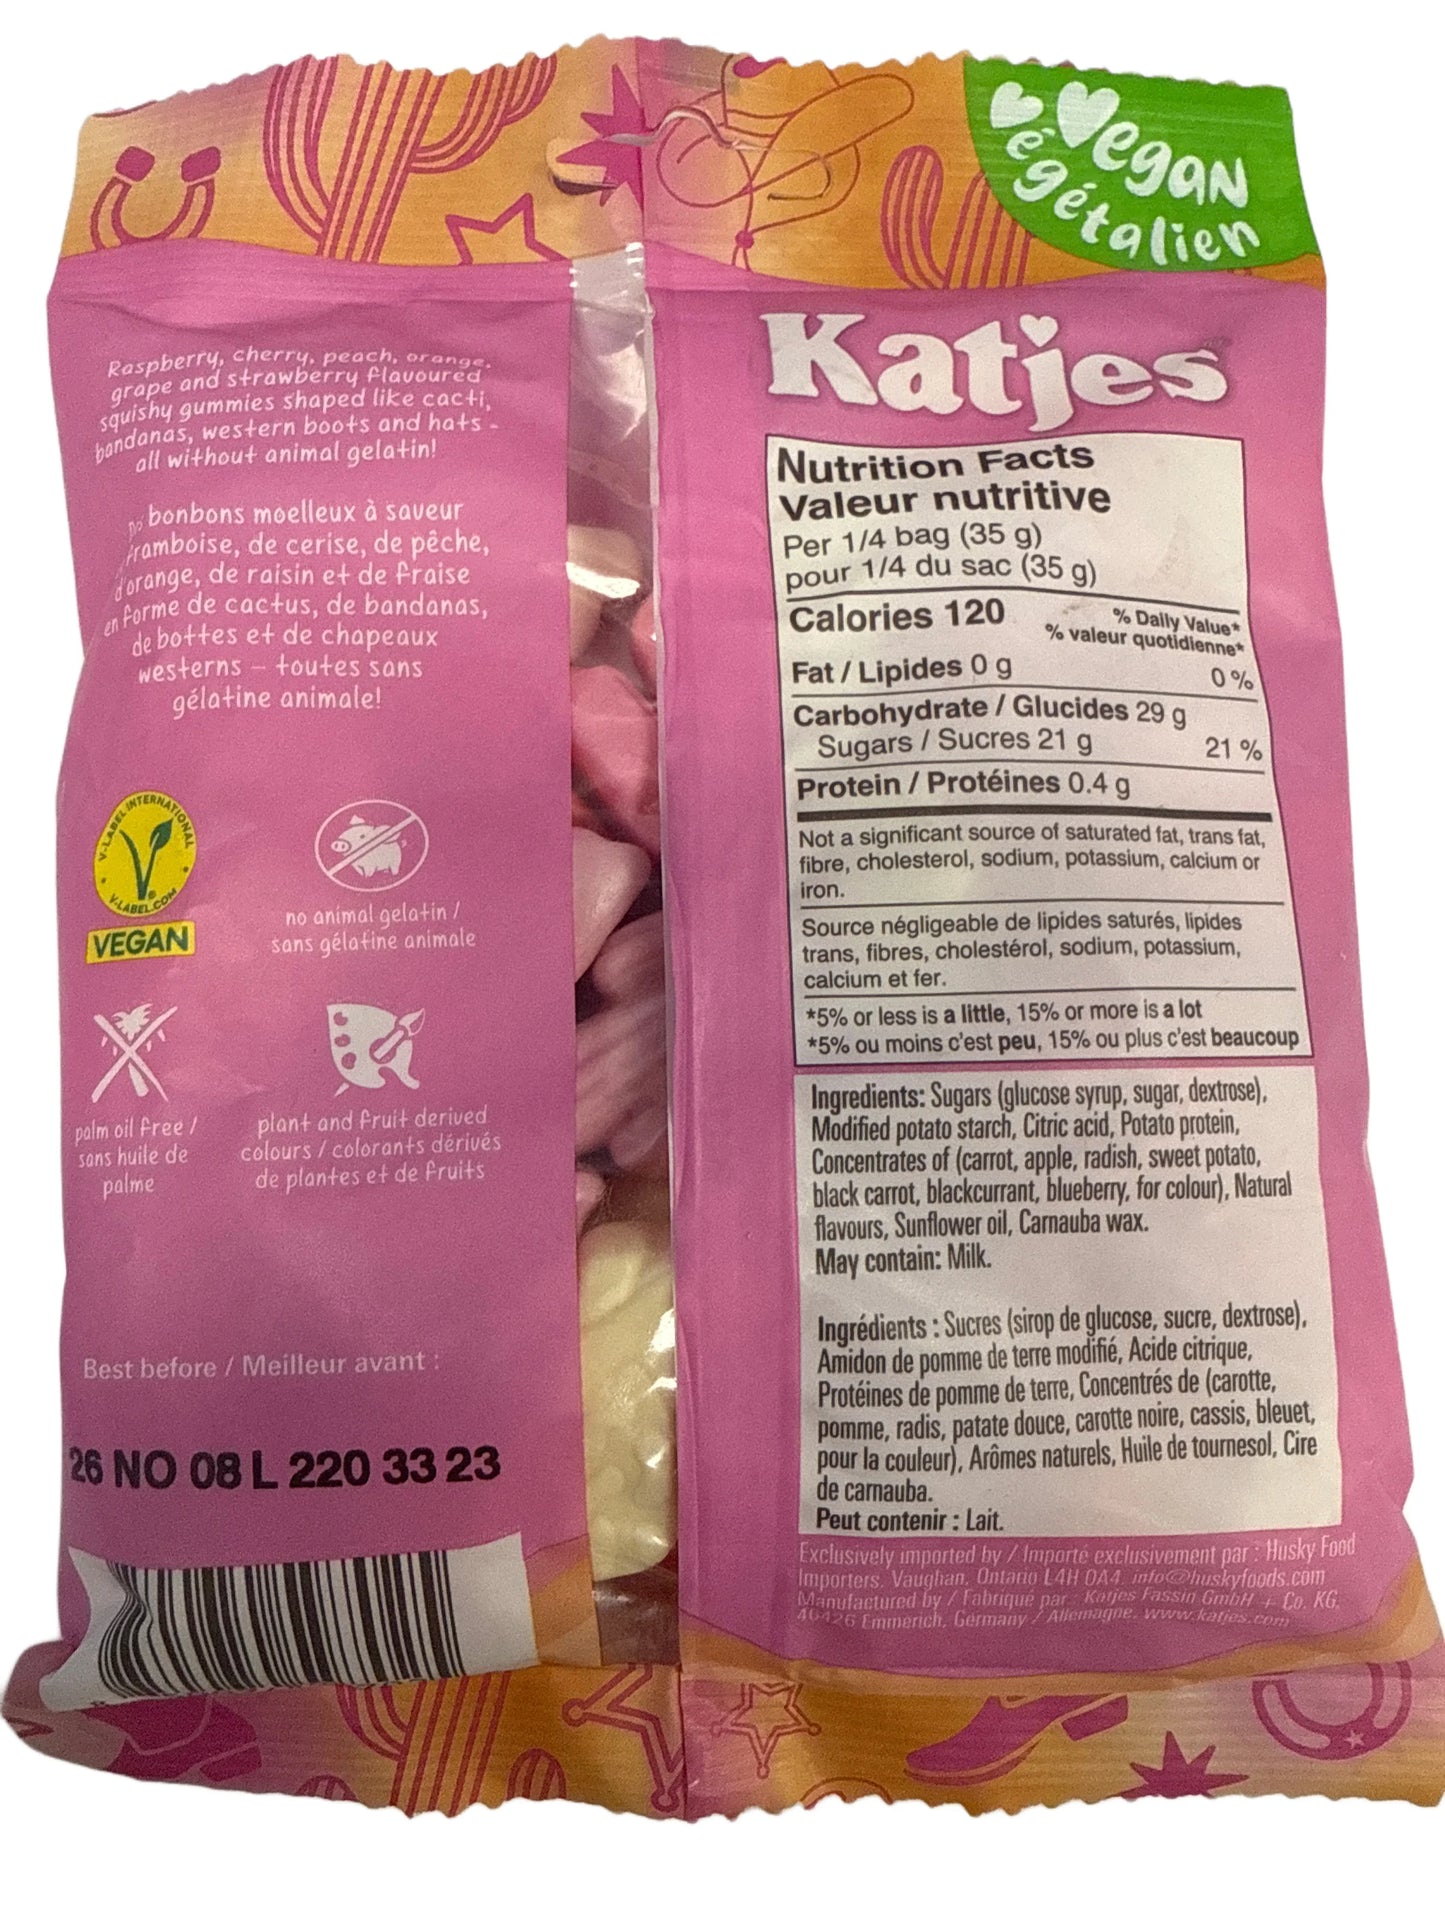 Vegan
Végétalien
Raspberry, cherry, peach, orange,
grape and strawberry flavoured
squishy gummies shaped like cacti,
bandanas, western boots and hats -
all without animal gelatin!
bonbons moelleux à saveur
framboise, de cerise, de pêche,
d'orange, de raisin et de fraise
en forme de cactus, de bandanas,
de bottes et de chapeaux
westerns – toutes sans
gélatine animale!
V-LABEL INTERNATIONAL
V-LABEL.COM
VEGAN
no animal gelatin /
sans gélatine animale
palm oil free /
sans huile de
palme
plant and fruit derived
colours / colorants dérivés
de plantes et de fruits
Best before / Meilleur avant :
26 NO 08 L 220 33 23
Katjes
Nutrition Facts
Valeur nutritive
Per 1/4 bag (35 g)
pour 1/4 du sac (35 g)
Calories 120
% Daily Value*
% valeur quotidienne*
Fat / Lipides 0 g 0 %
Carbohydrate / Glucides 29 g
Sugars / Sucres 21 g 21 %
Protein / Protéines 0.4 g
Not a significant source of saturated fat, trans fat,
fibre, cholesterol, sodium, potassium, calcium or
iron.
Source négligeable de lipides saturés, lipides
trans, fibres, cholestérol, sodium, potassium,
calcium et fer.
*5% or less is a little, 15% or more is a lot
*5% ou moins c'est peu, 15% ou plus c'est beaucoup
Ingredients: Sugars (glucose syrup, sugar, dextrose),
Modified potato starch, Citric acid, Potato protein,
Concentrates of (carrot, apple, radish, sweet potato,
black carrot, blackcurrant, blueberry, for colour), Natural
flavours, Sunflower oil, Carnauba wax.
May contain: Milk.
Ingrédients : Sucres (sirop de glucose, sucre, dextrose),
Amidon de pomme de terre modifié, Acide citrique,
Protéines de pomme de terre, Concentrés de (carotte,
pomme, radis, patate douce, carotte noire, cassis, bleuet,
pour la couleur), Arômes naturels, Huile de tournesol, Cire
de carnauba.
Peut contenir : Lait.
Exclusively imported by / Importé exclusivement par : Husky Food
Importers, Vaughan, Ontario L4H 0A4 info@huskyfoods.com
Manufactured by / Fabriqué par : Katjes Fassin GmbH + Co. KG,
46426 Emmerich, Germany / Allemagne. www.katjes.com